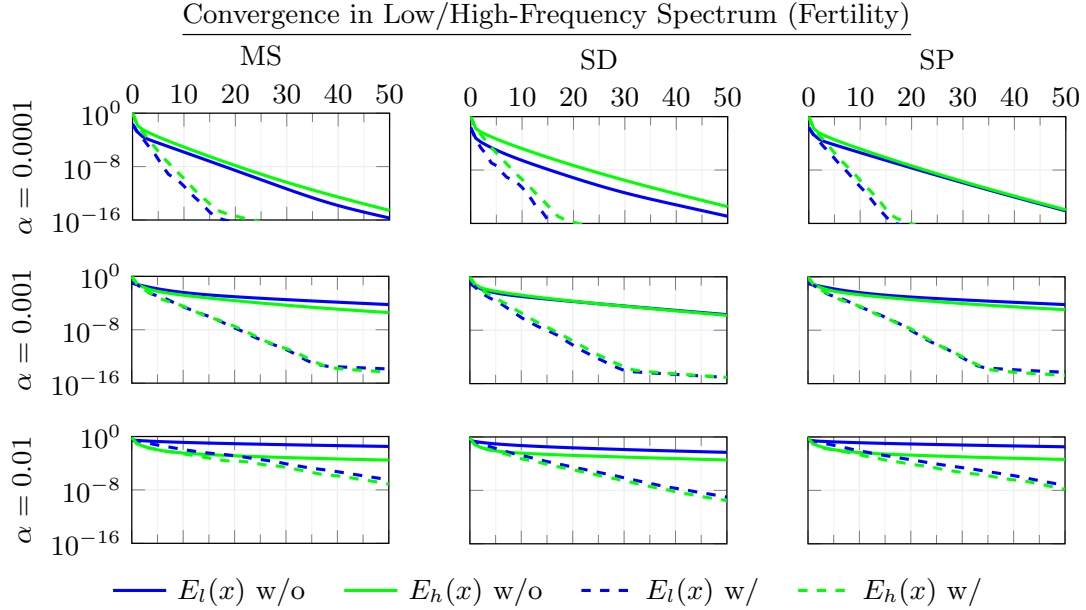 Convergence in Low/High-Frequency Spectrum (Fertility)
MS SD SP
0 10 20 30 40 50 0 10 20 30 40 50 0 10 20 30 40 50
α = 0.0001
10^0
10^−8
10^−16
α = 0.001
10^0
10^−8
10^−16
α = 0.01
10^0
10^−8
10^−16
E_l(x) w/o E_h(x) w/o E_l(x) w/ E_h(x) w/